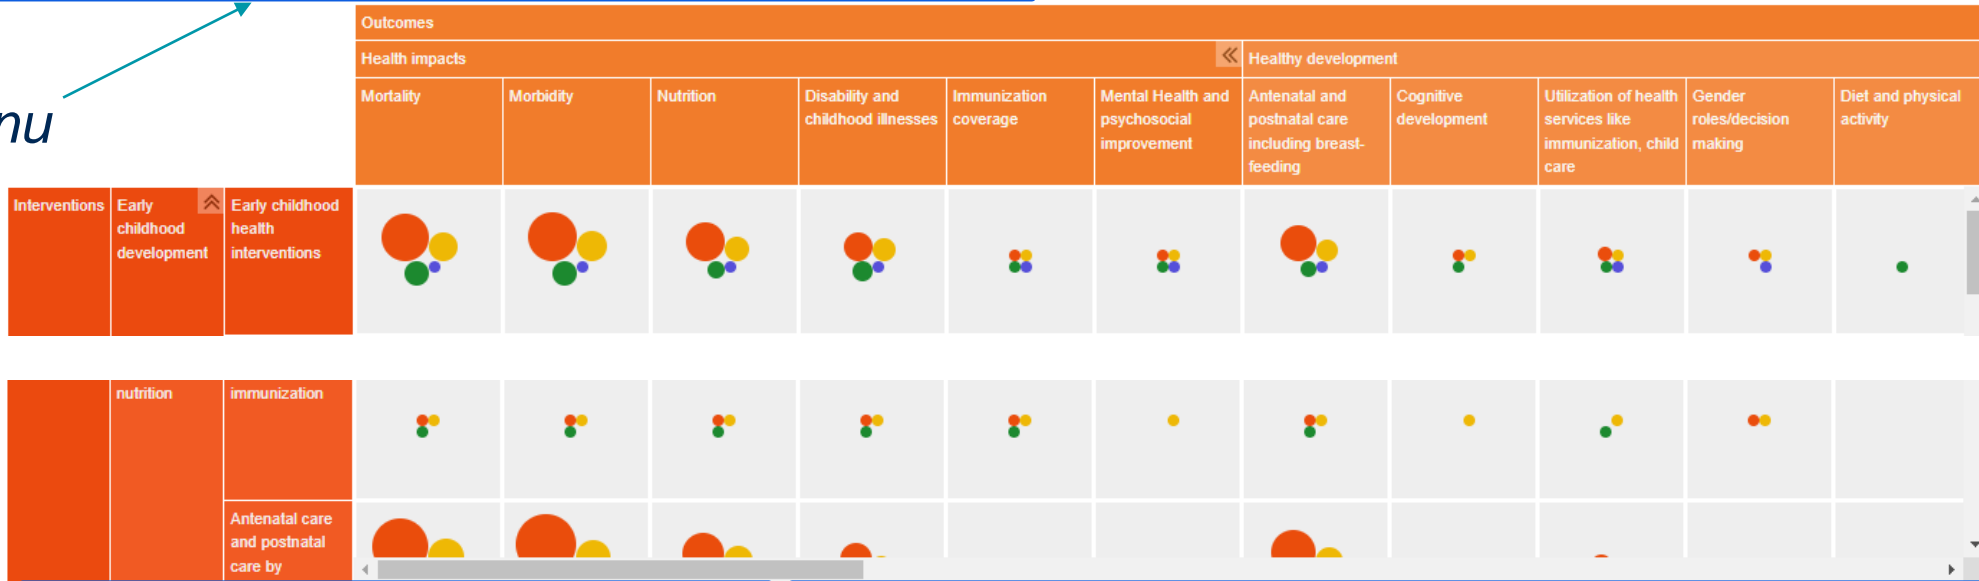 Outcomes
Health impacts
Healthy development
Mortality
Morbidity
Nutrition
Disability and
childhood illnesses
Immunization
coverage
Mental Health and
psychosocial
improvement
Antenatal and
postnatal care
including breast-
feeding
Cognitive
development
Utilization of health
services like
immunization, child
care
Gender
roles/decision
making
Diet and physical
activity
nu
Interventions
Early
childhood
development
Early childhood
health
interventions
nutrition
immunization
Antenatal care
and postnatal
care by